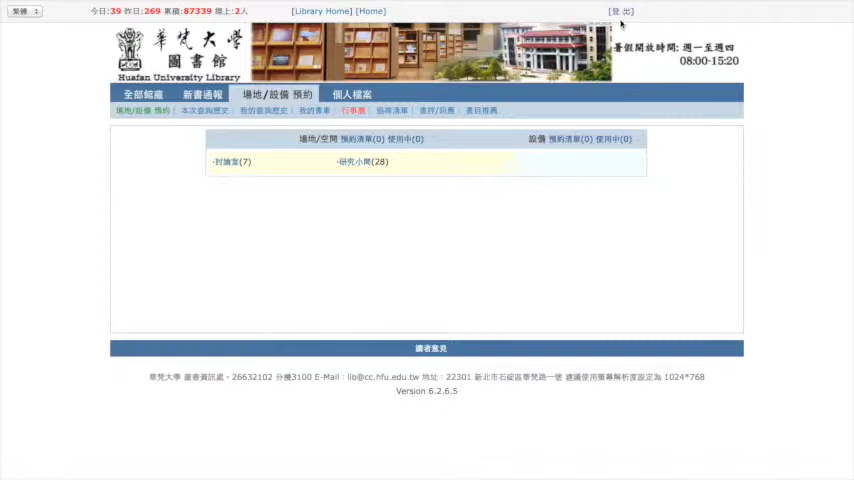 繁體 今日:39 昨日:269 累積:87339 線上:2人 [Library Home] [Home] [登 出]
華梵大學
圖書館
Huafan University Library
暑假開放時間: 週一至週四
08:00-15:20
全部館藏 新書通報 場地/設備 預約 個人檔案
場地/設備 預約 | 本次查詢歷史 | 我的查詢歷史 | 我的書車 | 行事曆 | 協尋清單 | 書評/回應 | 書目推薦
場地/空間 預約清單(0) 使用中(0) 設備 預約清單(0) 使用中(0)
·討論室(7) ·研究小間(28)
讀者意見
華梵大學 圖書資訊處 - 26632102 分機3100 E-Mail：lib@cc.hfu.edu.tw 地址：22301 新北市石碇區華梵路一號 建議使用螢幕解析度設定為 1024*768
Version 6.2.6.5